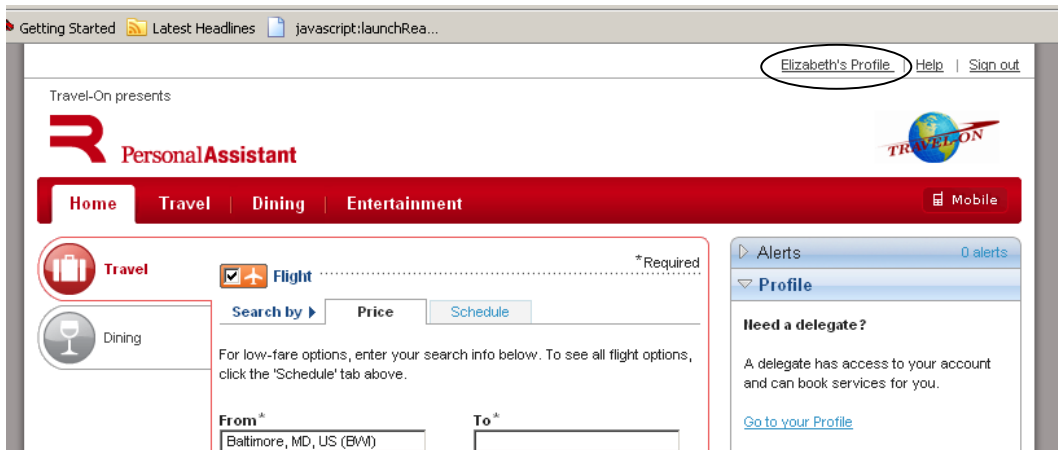 Getting Started Latest Headlines javascript:launchRea...
Elizabeth's Profile | Help | Sign out
Travel-On presents
PersonalAssistant
TRAVEL-ON
Home Travel | Dining | Entertainment
Mobile
Travel
Dining
Flight
*Required
Search by Price Schedule
For low-fare options, enter your search info below. To see all flight options,
click the 'Schedule' tab above.
From* To*
Baltimore, MD, US (BWI)
Alerts 0 alerts
Profile
Need a delegate?
A delegate has access to your account
and can book services for you.
Go to your Profile